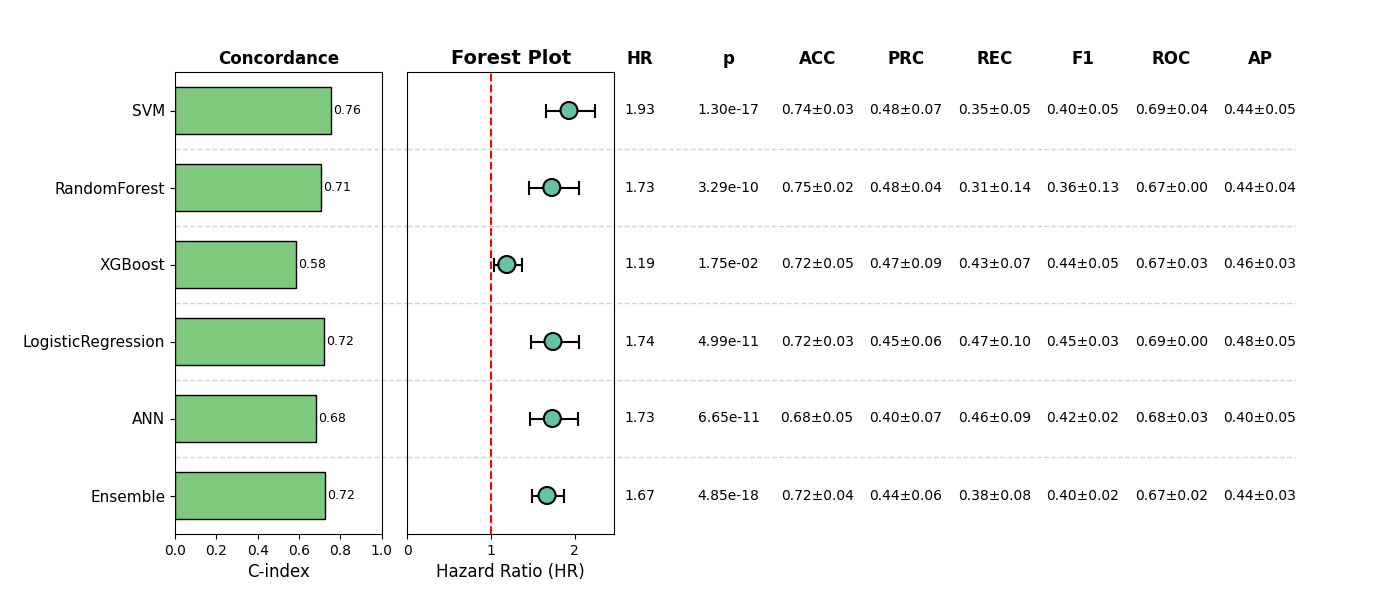 Concordance Forest Plot HR p ACC PRC REC F1 ROC AP
SVM 0.76 1.93 1.30e-17 0.74±0.03 0.48±0.07 0.35±0.05 0.40±0.05 0.69±0.04 0.44±0.05
RandomForest 0.71 1.73 3.29e-10 0.75±0.02 0.48±0.04 0.31±0.14 0.36±0.13 0.67±0.00 0.44±0.04
XGBoost 0.58 1.19 1.75e-02 0.72±0.05 0.47±0.09 0.43±0.07 0.44±0.05 0.67±0.03 0.46±0.03
LogisticRegression 0.72 1.74 4.99e-11 0.72±0.03 0.45±0.06 0.47±0.10 0.45±0.03 0.69±0.00 0.48±0.05
ANN 0.68 1.73 6.65e-11 0.68±0.05 0.40±0.07 0.46±0.09 0.42±0.02 0.68±0.03 0.40±0.05
Ensemble 0.72 1.67 4.85e-18 0.72±0.04 0.44±0.06 0.38±0.08 0.40±0.02 0.67±0.02 0.44±0.03
0.0 0.2 0.4 0.6 0.8 1.0 0 1 2
C-index Hazard Ratio (HR)